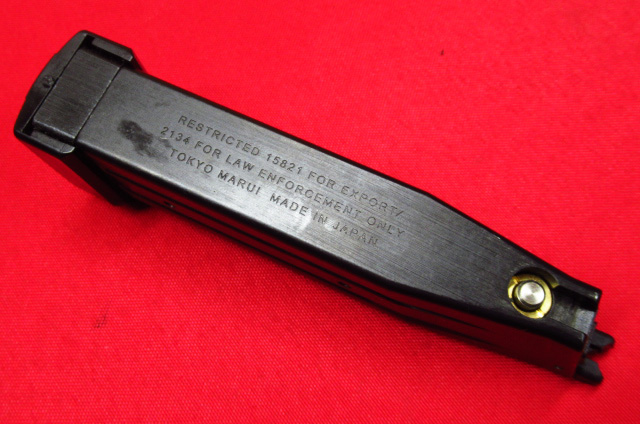 RESTRICTED 15821 FOR EXPORT/
2134 FOR LAW ENFORCEMENT ONLY
TOKYO MARUI MADE IN JAPAN